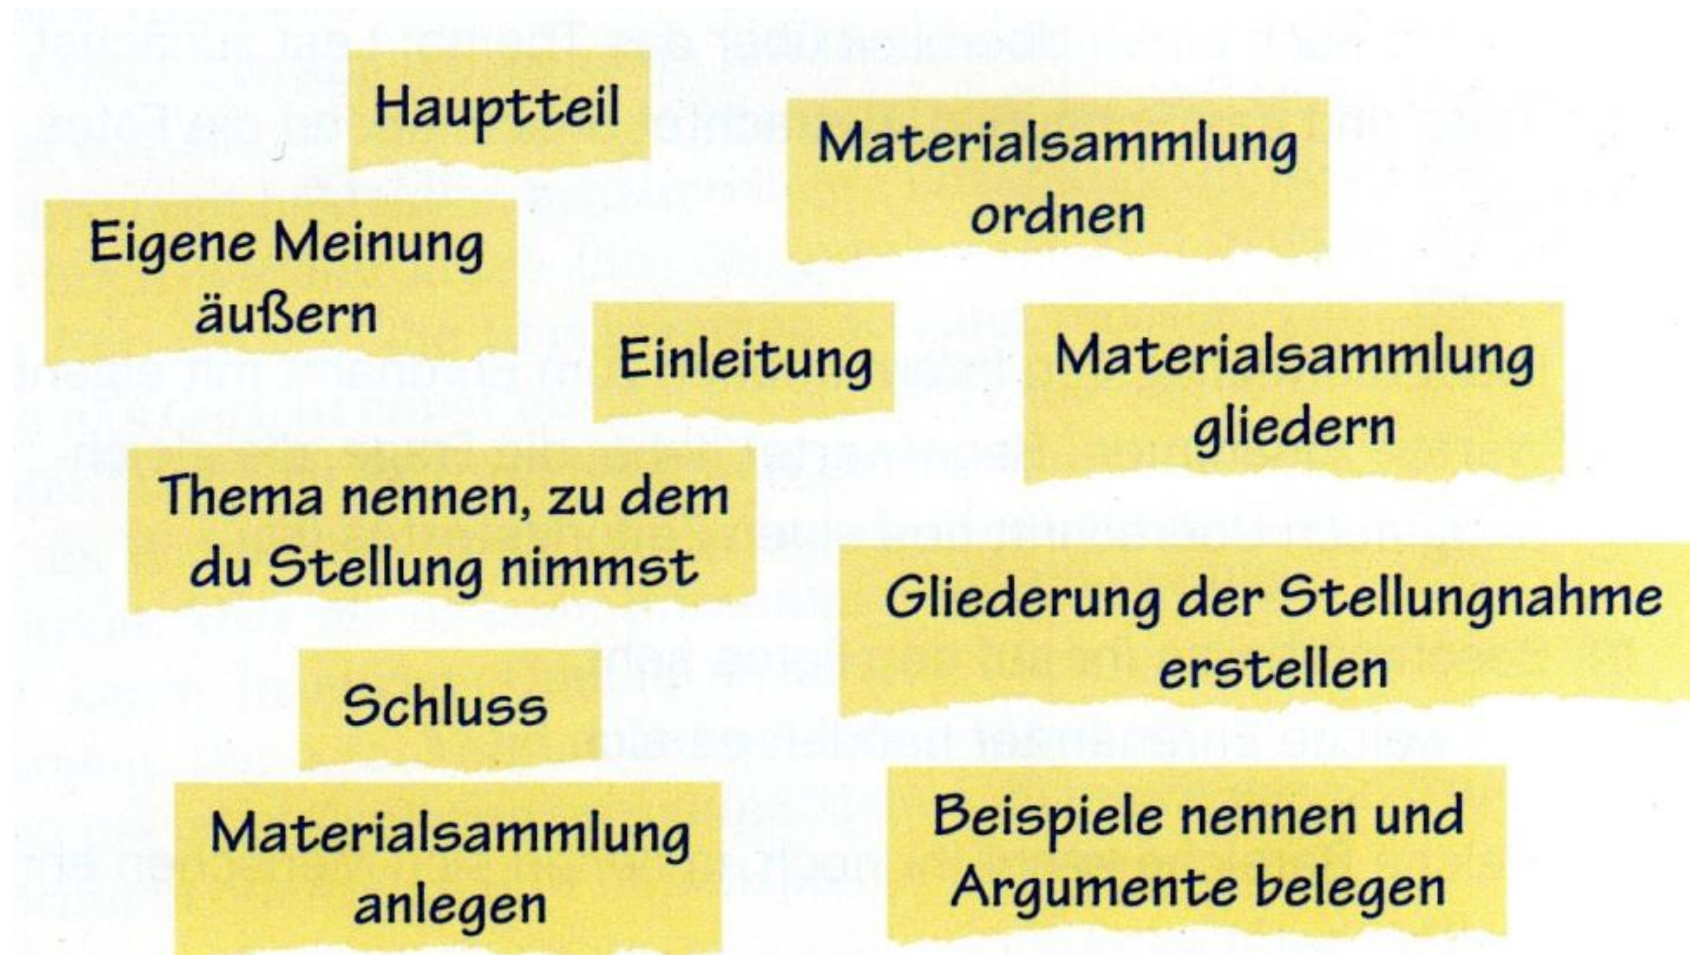 Hauptteil
Materialsammlung
ordnen
Eigene Meinung
äußern
Einleitung
Materialsammlung
gliedern
Thema nennen, zu dem
du Stellung nimmst
Gliederung der Stellungnahme
erstellen
Schluss
Materialsammlung
anlegen
Beispiele nennen und
Argumente belegen